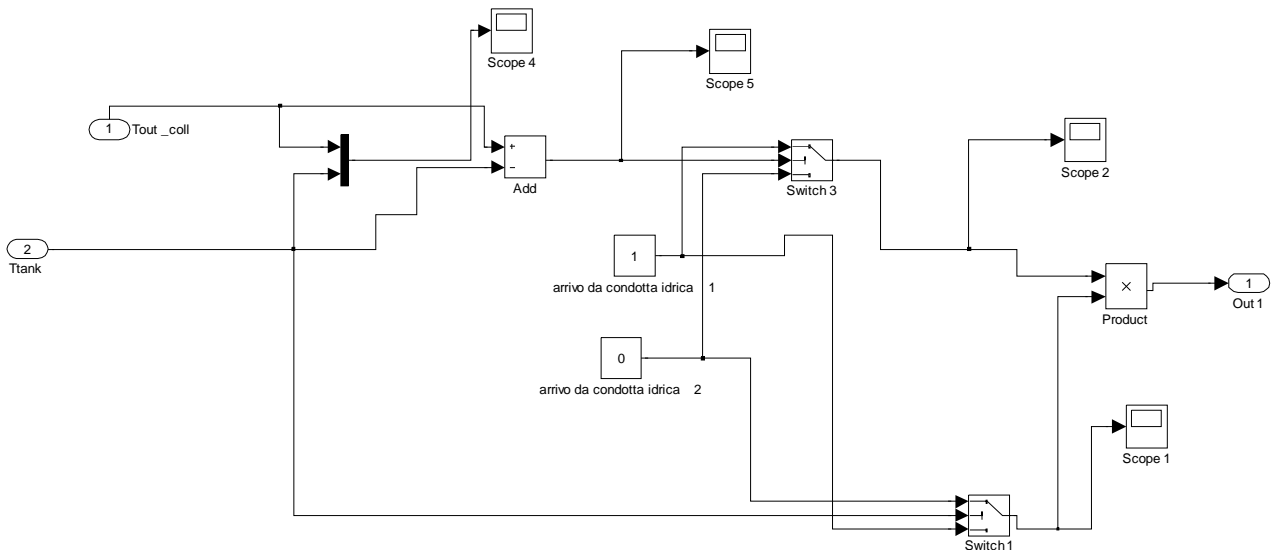 Scope 4
Scope 5
1
Tout _coll
+
−
Add
Switch 3
Scope 2
2
Ttank
1
arrivo da condotta idrica 1
×
Product
1
Out 1
0
arrivo da condotta idrica 2
Scope 1
Switch 1